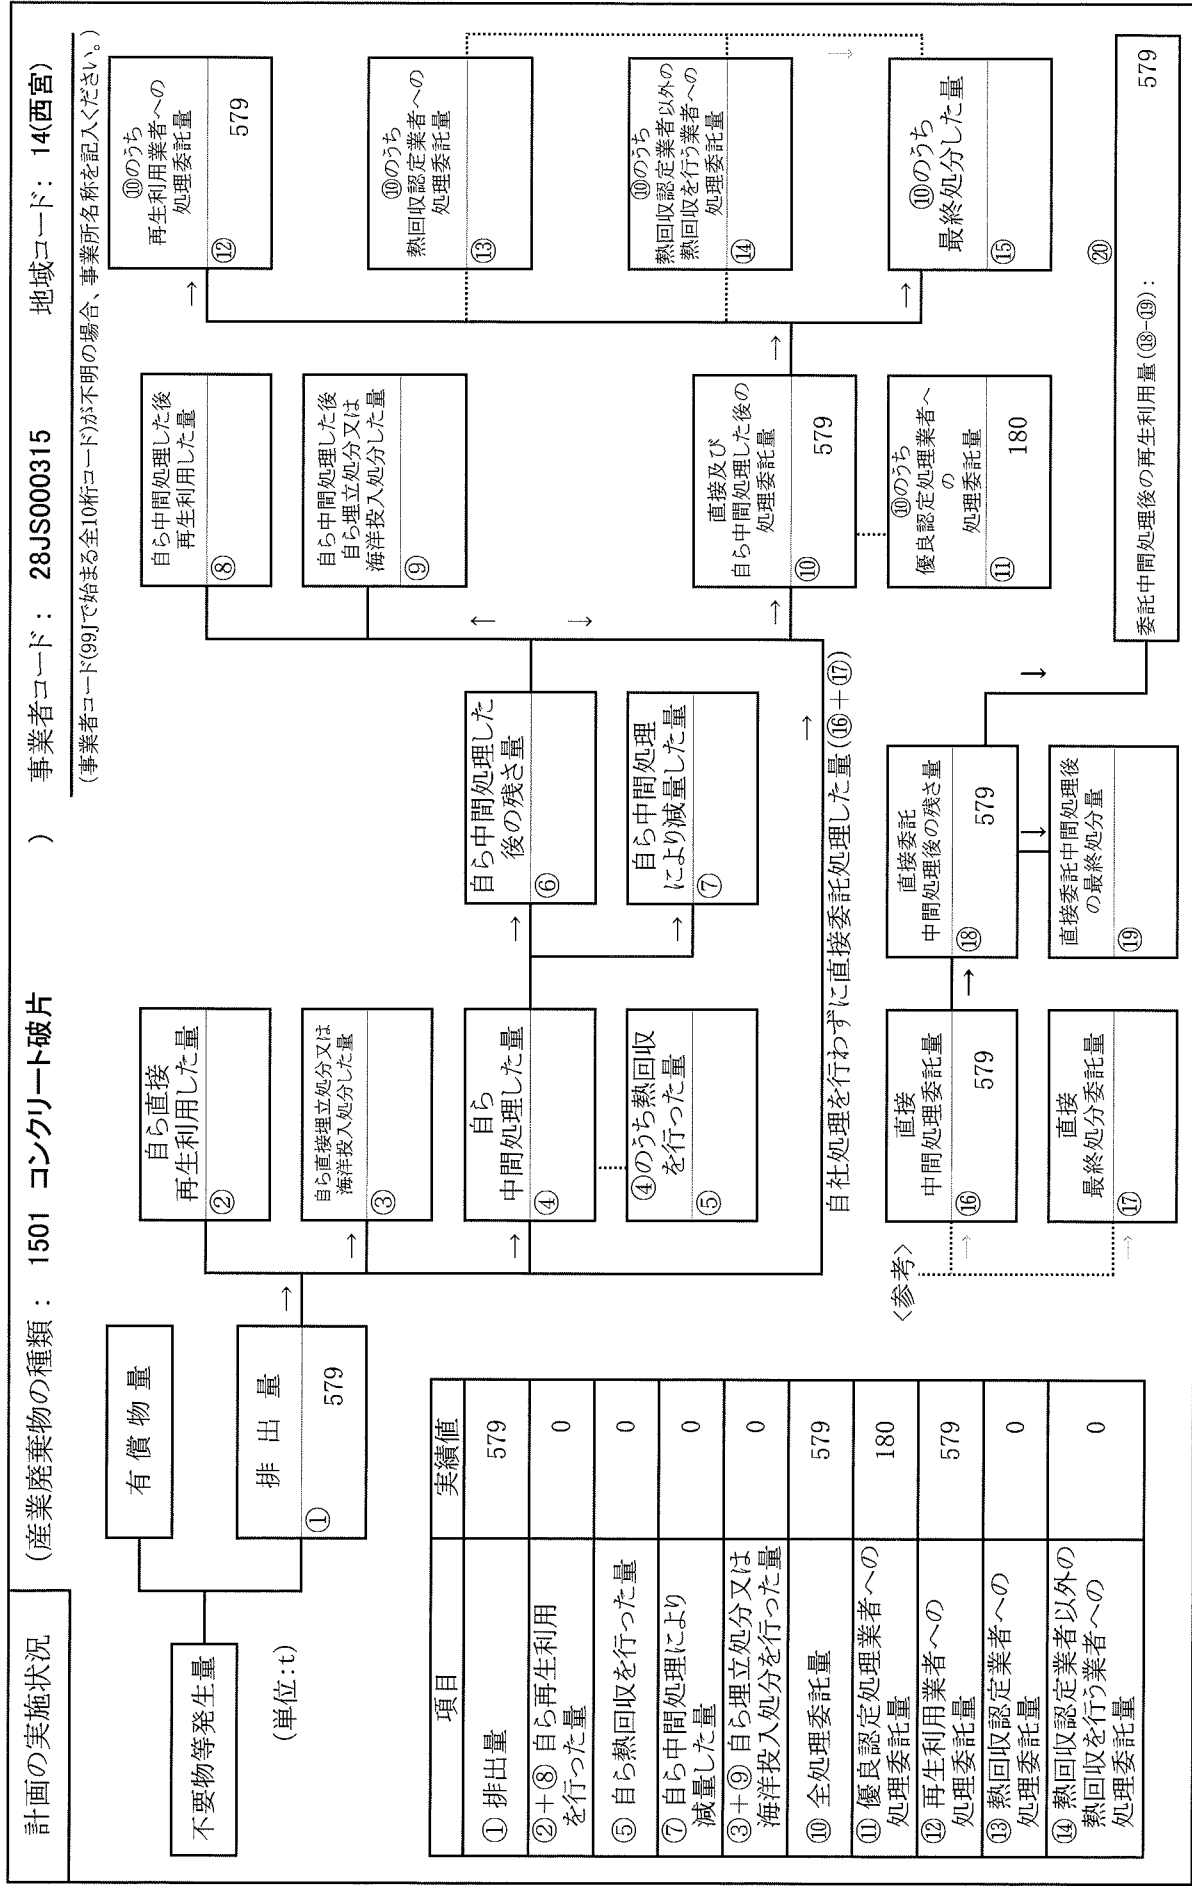 計画の実施状況
(産業廃棄物の種類： 1501 コンクリート破片 )
事業者コード： 28JS000315 地域コード： 14(西宮)
(事業者コード(99Jで始まる全10桁コード)が不明の場合、事業所名称を記入ください。)
不要物等発生量
(単位:t)
有償物量
排出量
① 579
自ら直接
再生利用した量
②
自ら直接埋立処分又は
海洋投入処分した量
③
自ら
中間処理した量
④
④のうち熱回収
を行った量
⑤
自ら中間処理した
後の残さ量
⑥
自ら中間処理
により減量した量
⑦
自ら中間処理した後
再生利用した量
⑧
自ら中間処理した後
自ら埋立処分又は
海洋投入処分した量
⑨
直接及び
自ら中間処理した後の
処理委託量
⑩ 579
⑩のうち
優良認定処理業者へ
の
処理委託量
⑪ 180
⑩のうち
再生利用業者への
処理委託量
⑫ 579
⑩のうち
熱回収認定業者への
処理委託量
⑬
⑩のうち
熱回収認定業者以外の
熱回収を行う業者への
処理委託量
⑭
⑩のうち
最終処分した量
⑮
自社処理を行わずに直接委託処理した量(⑯+⑰)
<参考>
直接
中間処理委託量
⑯ 579
直接
最終処分委託量
⑰
直接委託
中間処理後の残さ量
⑱ 579
直接委託中間処理後
の最終処分量
⑲
⑳
委託中間処理後の再生利用量(⑱-⑲)： 579
項目 実績値
① 排出量 579
②+⑧ 自ら再生利用
を行った量 0
⑤ 自ら熱回収を行った量 0
⑦ 自ら中間処理により
減量した量 0
③+⑨ 自ら埋立処分又は
海洋投入処分を行った量 0
⑩ 全処理委託量 579
⑪ 優良認定処理業者への
処理委託量 180
⑫ 再生利用業者への
処理委託量 579
⑬ 熱回収認定業者への
処理委託量 0
⑭ 熱回収認定業者以外の
熱回収を行う業者への
処理委託量 0